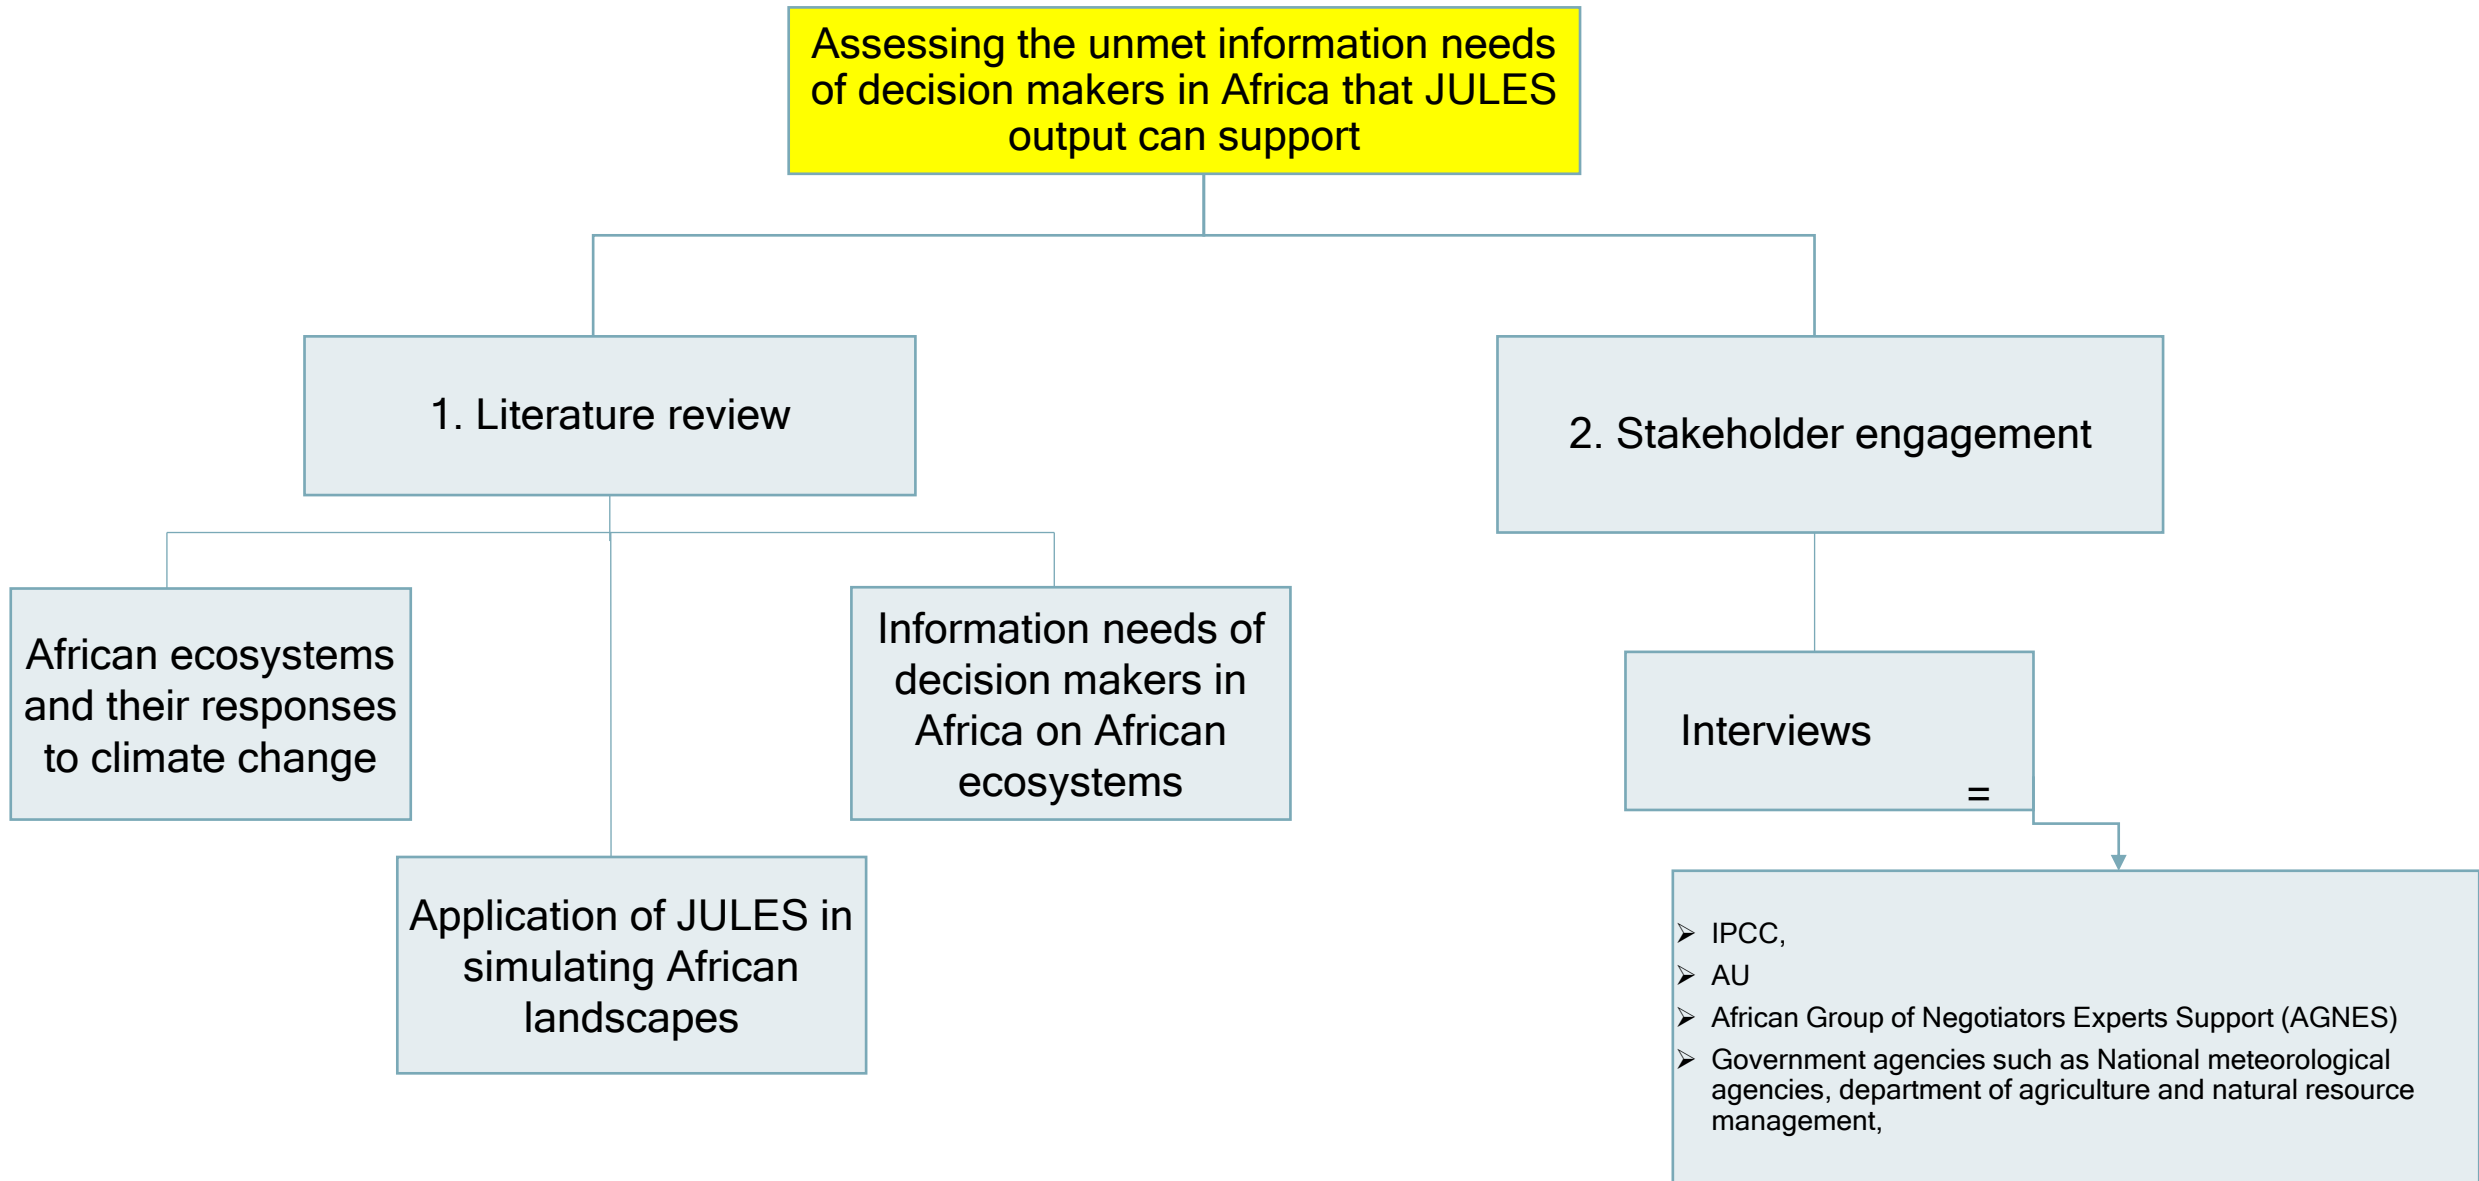 Assessing the unmet information needs
of decision makers in Africa that JULES
output can support
1. Literature review
2. Stakeholder engagement
African ecosystems
and their responses
to climate change
Application of JULES in
simulating African
landscapes
Information needs of
decision makers in
Africa on African
ecosystems
Interviews
=
➢ IPCC,
➢ AU
➢ African Group of Negotiators Experts Support (AGNES)
➢ Government agencies such as National meteorological
agencies, department of agriculture and natural resource
management,